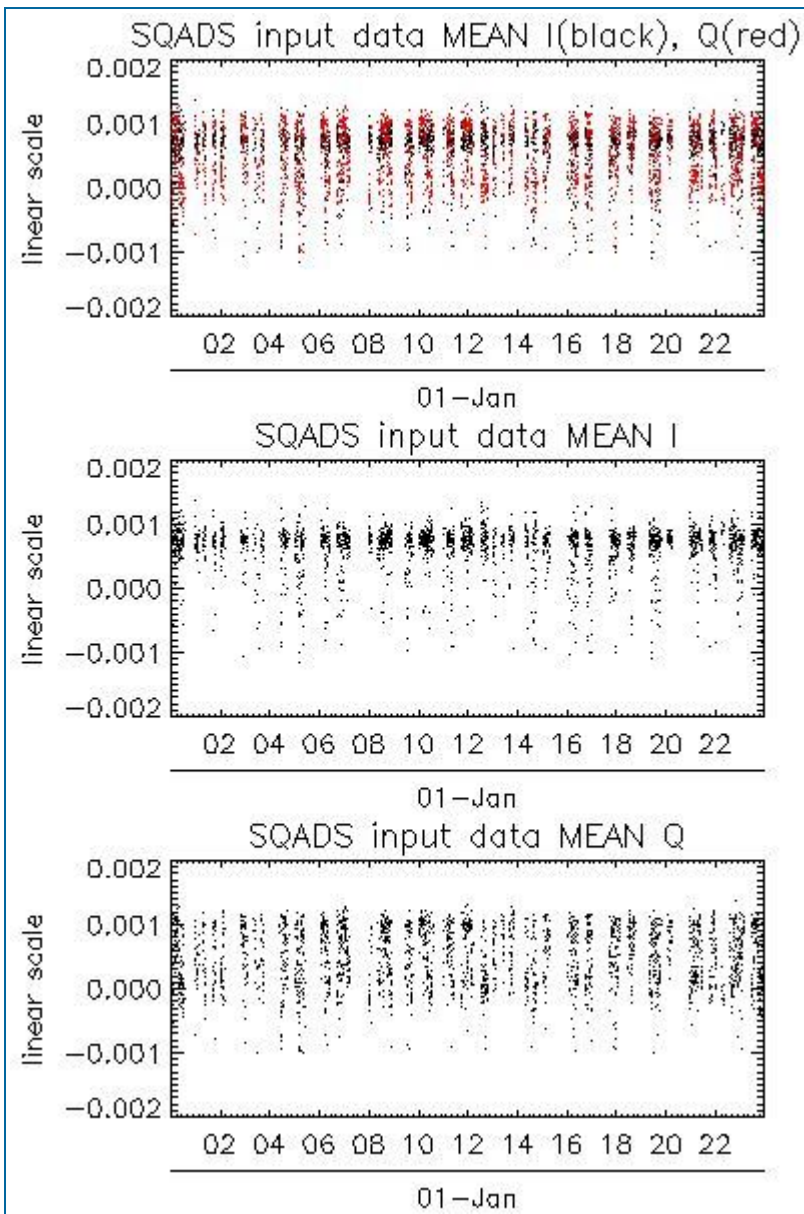 SQADS input data MEAN I(black), Q(red)
0.002
0.001
0.000
-0.001
-0.002
linear scale
02 04 06 08 10 12 14 16 18 20 22
01-Jan
SQADS input data MEAN I
0.002
0.001
0.000
-0.001
-0.002
linear scale
02 04 06 08 10 12 14 16 18 20 22
01-Jan
SQADS input data MEAN Q
0.002
0.001
0.000
-0.001
-0.002
linear scale
02 04 06 08 10 12 14 16 18 20 22
01-Jan